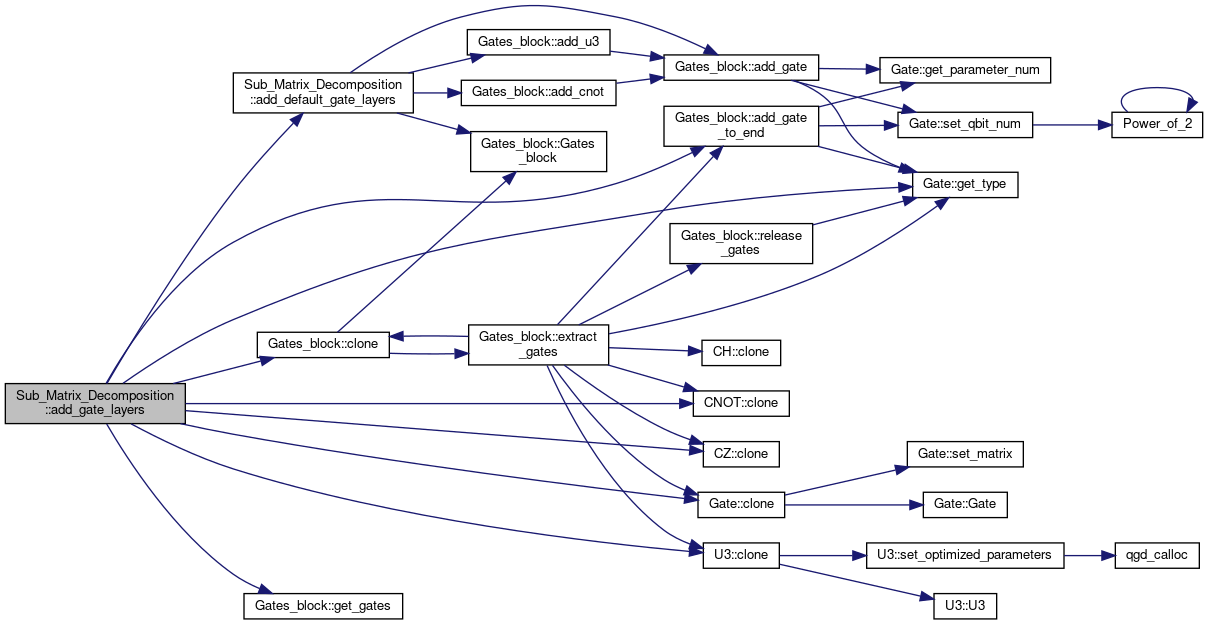 Gates_block::add_u3
Sub_Matrix_Decomposition
::add_default_gate_layers
Gates_block::add_cnot
Gates_block::add_gate
Gate::get_parameter_num
Gates_block::add_gate
_to_end
Gate::set_qbit_num
Power_of_2
Gates_block::Gates
_block
Gate::get_type
Gates_block::release
_gates
Gates_block::clone
Gates_block::extract
_gates
CH::clone
Sub_Matrix_Decomposition
::add_gate_layers
CNOT::clone
CZ::clone
Gate::set_matrix
Gate::clone
Gate::Gate
U3::clone
U3::set_optimized_parameters
qgd_calloc
Gates_block::get_gates
U3::U3